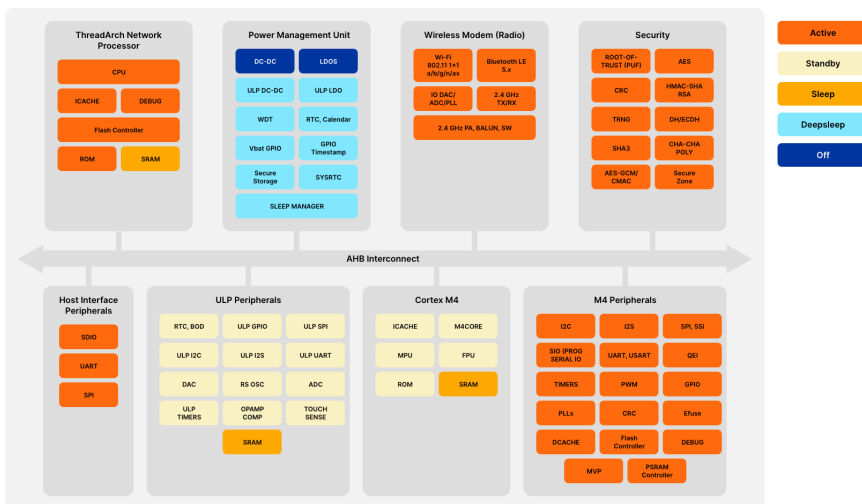 ThreadArch Network
Processor
CPU
ICACHE
DEBUG
Flash Controller
ROM
SRAM
Power Management Unit
DC-DC
LDOS
ULP DC-DC
ULP LDO
WDT
RTC, Calendar
Vbat GPIO
GPIO
Timestamp
Secure
Storage
SYSRTC
SLEEP MANAGER
Wireless Modem (Radio)
Wi-Fi
802.11 1×1
a/b/g/n/ax
Bluetooth LE
5.x
IO DAC/
ADC/PLL
2.4 GHz
TX/RX
2.4 GHz PA, BALUN, SW
Security
ROOT-OF-
TRUST (PUF)
AES
CRC
HMAC-SHA
RSA
TRNG
DH/ECDH
SHA3
CHA-CHA
POLY
AES-GCM/
CMAC
Secure
Zone
Active
Standby
Sleep
Deepsleep
Off
AHB Interconnect
Host Interface
Peripherals
SDIO
UART
SPI
ULP Peripherals
RTC, BOD
ULP GPIO
ULP SPI
ULP I2C
ULP I2S
ULP UART
DAC
RS OSC
ADC
ULP
TIMERS
OPAMP
COMP
TOUCH
SENSE
SRAM
Cortex M4
ICACHE
M4CORE
MPU
FPU
ROM
SRAM
M4 Peripherals
I2C
I2S
SPI, SSI
SIO (PROG
SERIAL IO
UART, USART
QEI
TIMERS
PWM
GPIO
PLLs
CRC
Efuse
DCACHE
Flash
Controller
DEBUG
MVP
PSRAM
Controller